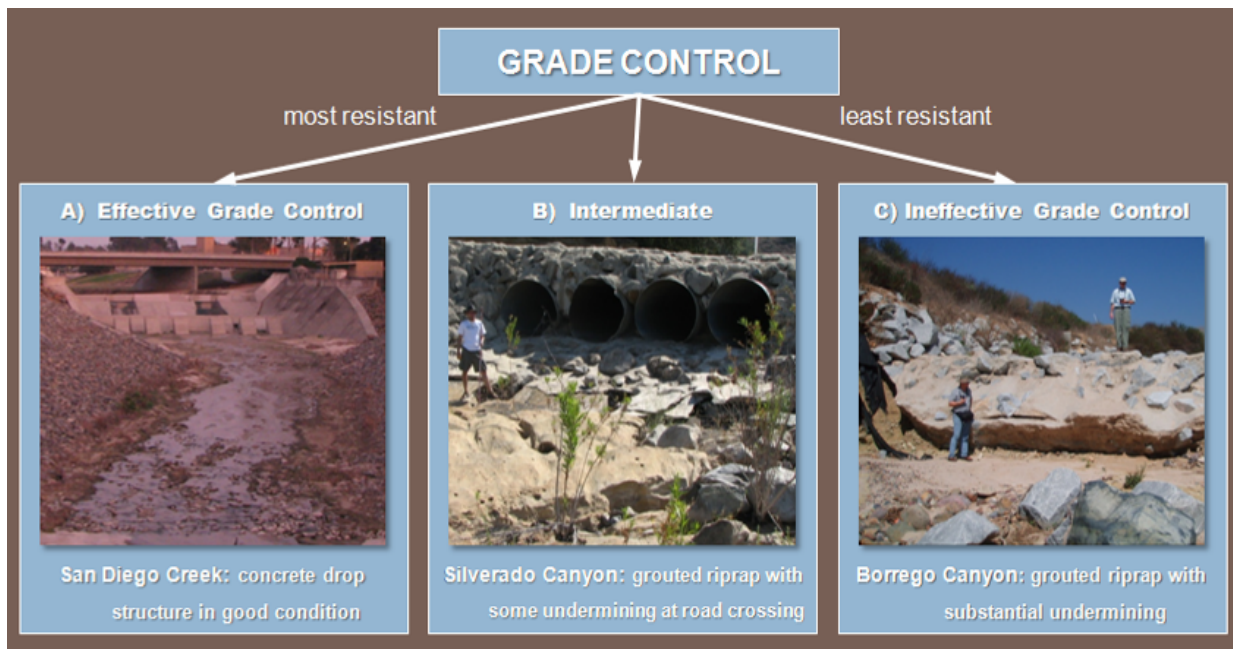 GRADE CONTROL
most resistant
least resistant
A) Effective Grade Control
San Diego Creek: concrete drop
structure in good condition
B) Intermediate
Silverado Canyon: grouted riprap with
some undermining at road crossing
C) Ineffective Grade Control
Borrego Canyon: grouted riprap with
substantial undermining